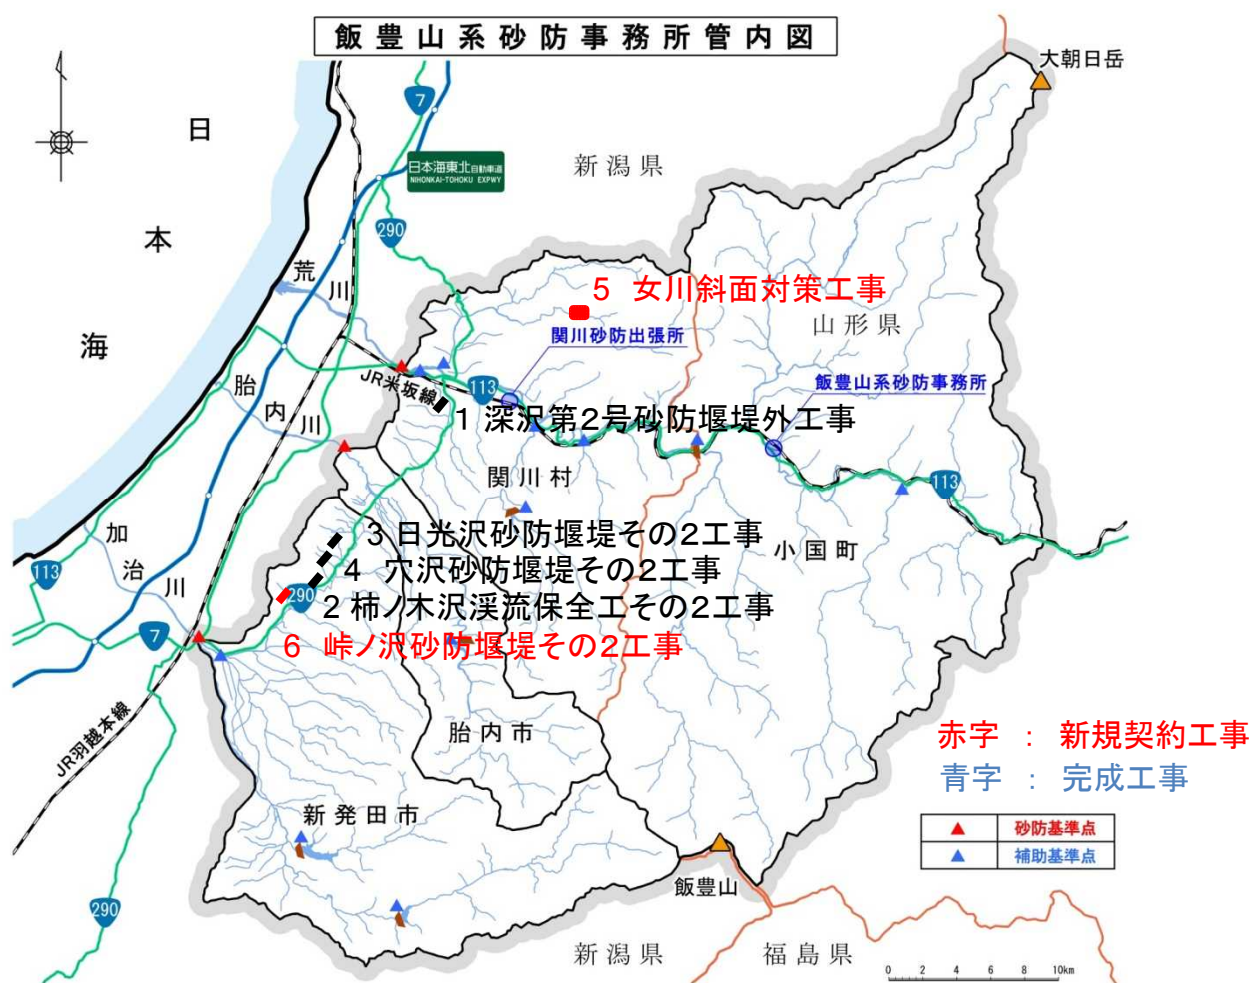 飯豊山系砂防事務所管内図
大朝日岳
日本海
7
日本海東北自動車道
NIHONKAI-TOHOKU EXPWY
新潟県
290
荒川
5 女川斜面対策工事
山形県
関川砂防出張所
飯豊山系砂防事務所
JR米坂線
113
胎内川
1 深沢第2号砂防堰堤外工事
関川村
113
3 日光沢砂防堰堤その2工事
小国町
加治川
4 穴沢砂防堰堤その2工事
113
290
2 柿ノ木沢渓流保全工その2工事
7
6 峠ノ沢砂防堰堤その2工事
JR羽越本線
胎内市
赤字 : 新規契約工事
青字 : 完成工事
新発田市
砂防基準点
補助基準点
飯豊山
290
新潟県
福島県
0 2 4 6 8 10km